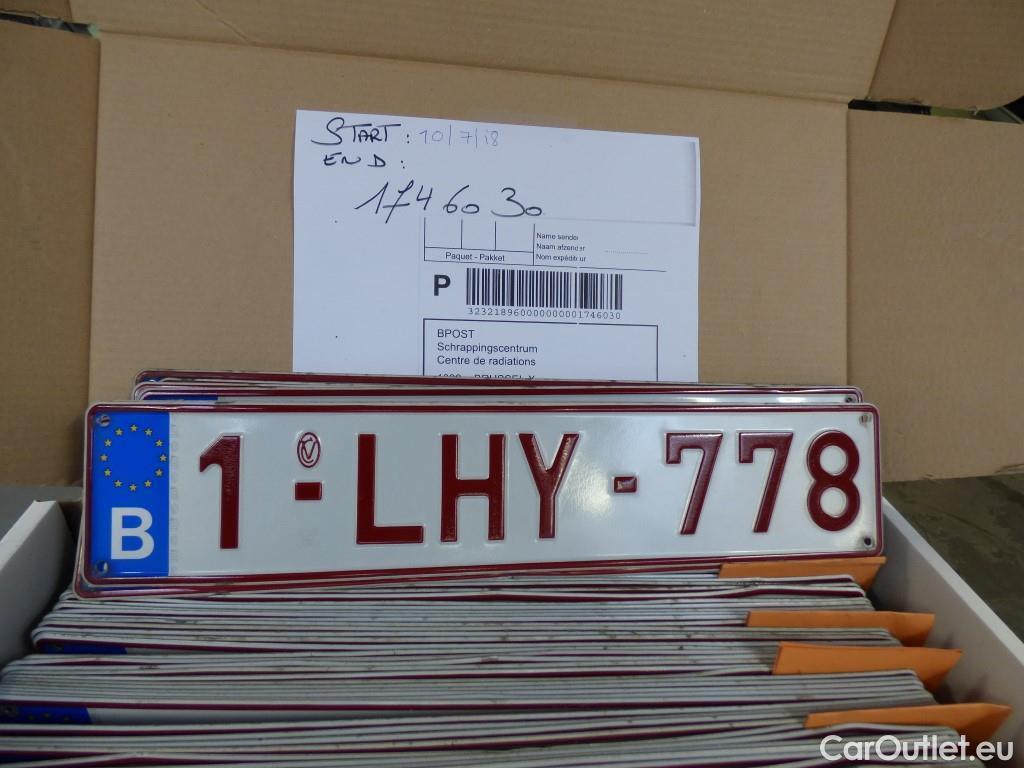 START : 10/7/18
END :
1746030
Name sender
Naam afzender
Nom expéditeur
Paquet - Pakket
P
323218960000000001746030
BPOST
Schrappingscentrum
Centre de radiations
B
1-LHY-778
CarOutlet.eu